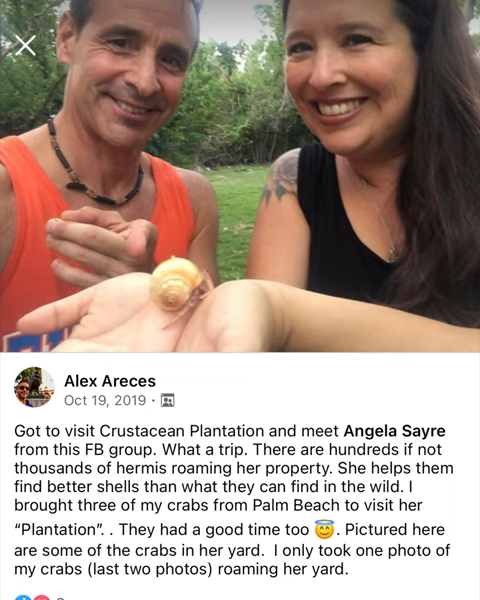 Alex Areces
Oct 19, 2019 ·
Got to visit Crustacean Plantation and meet Angela Sayre
from this FB group. What a trip. There are hundreds if not
thousands of hermis roaming her property. She helps them
find better shells than what they can find in the wild. I
brought three of my crabs from Palm Beach to visit her
“Plantation”. . They had a good time too 😇. Pictured here
are some of the crabs in her yard.  I only took one photo of
my crabs (last two photos) roaming her yard.